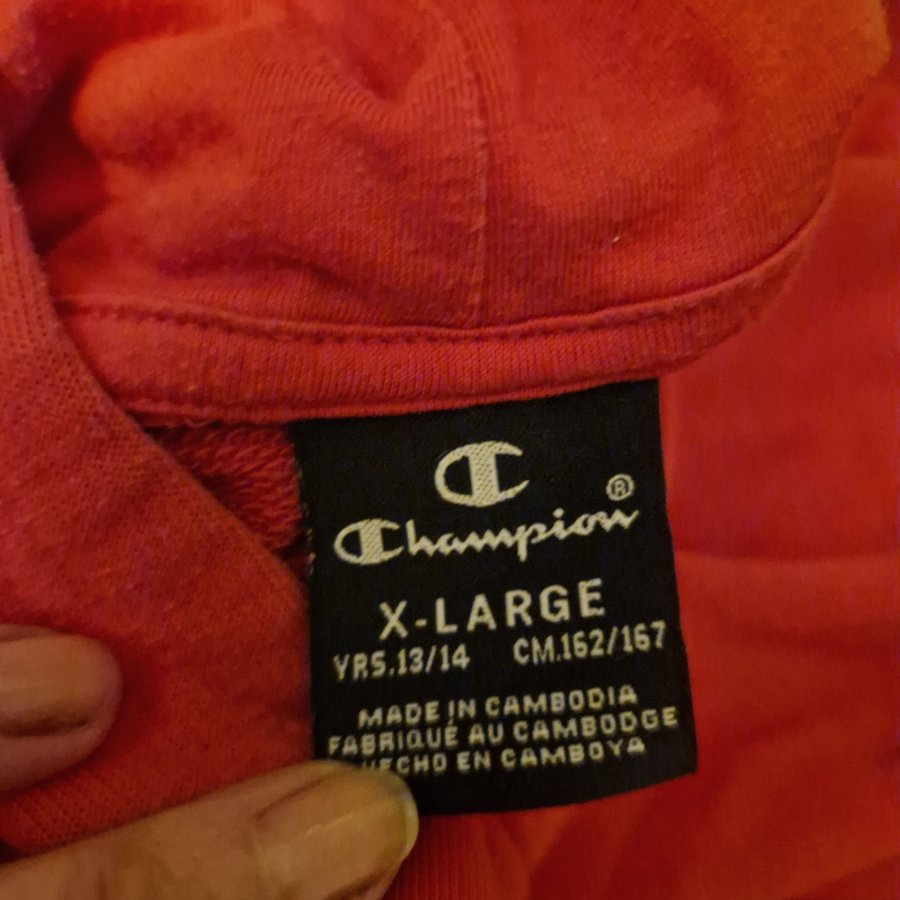 C
Champion®
X-LARGE
YRS.13/14 CM.162/167
MADE IN CAMBODIA
FABRIQUÉ AU CAMBODGE
HECHO EN CAMBOYA